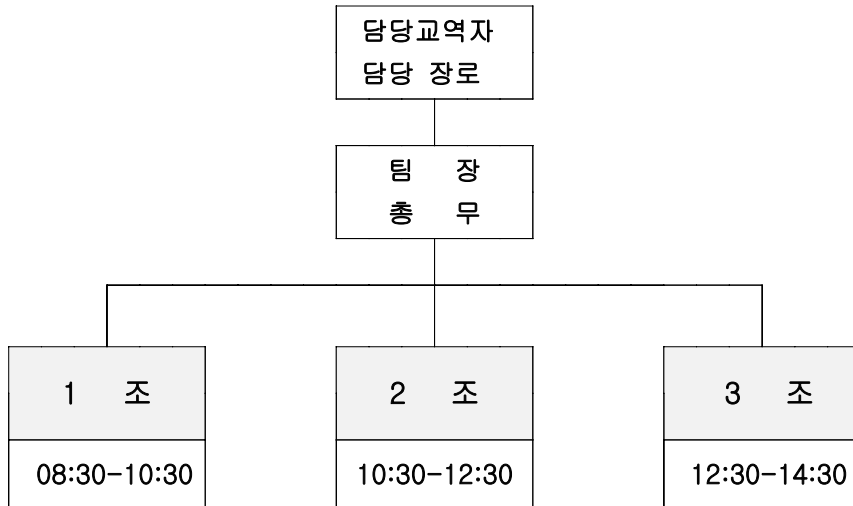 담당교역자
담당 장로
팀 장
총 무
1 조
2 조
3 조
08:30-10:30
10:30-12:30
12:30-14:30